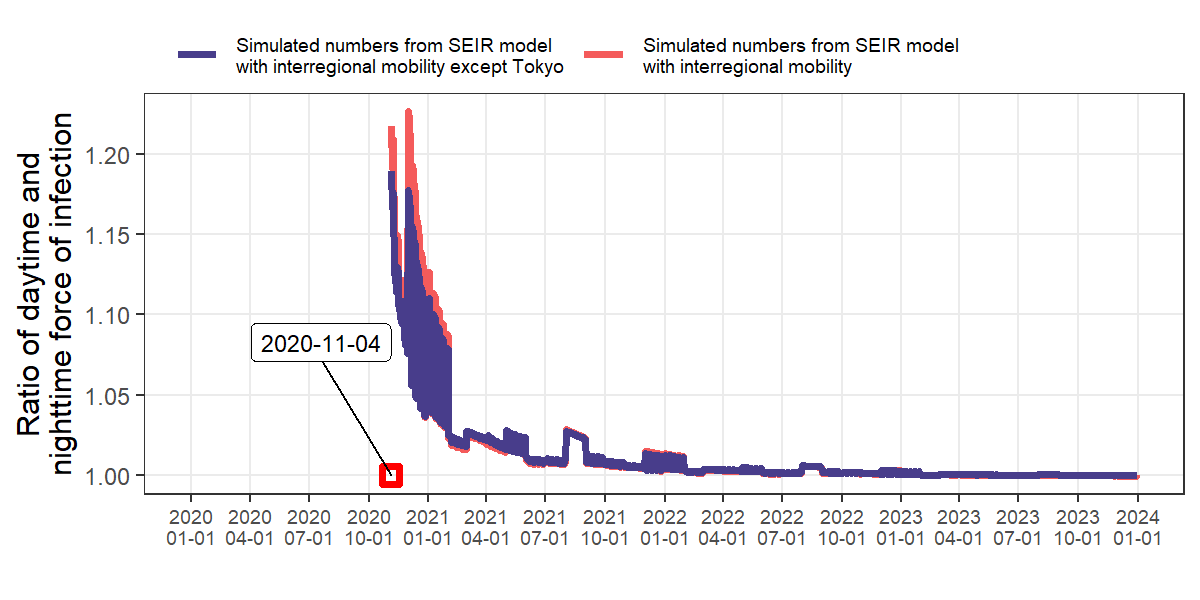 Simulated numbers from SEIR model
with interregional mobility except Tokyo
Simulated numbers from SEIR model
with interregional mobility
Ratio of daytime and
nighttime force of infection
1.20
1.15
1.10
1.05
1.00
2020-11-04
2020 2020 2020 2020 2021 2021 2021 2021 2022 2022 2022 2022 2023 2023 2023 2023 2024
01-01 04-01 07-01 10-01 01-01 04-01 07-01 10-01 01-01 04-01 07-01 10-01 01-01 04-01 07-01 10-01 01-01